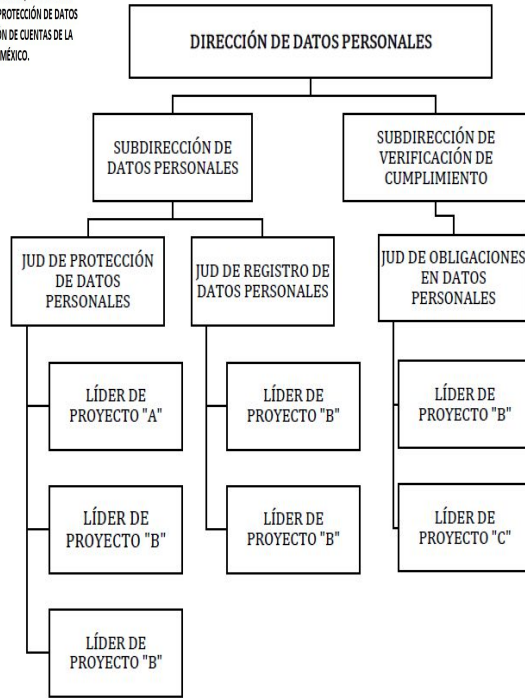 PROTECCIÓN DE DATOS
ÓN DE CUENTAS DE LA
MÉXICO.
DIRECCIÓN DE DATOS PERSONALES
SUBDIRECCIÓN DE
DATOS PERSONALES
SUBDIRECCIÓN DE
VERIFICACIÓN DE
CUMPLIMIENTO
JUD DE PROTECCIÓN
DE DATOS
PERSONALES
JUD DE REGISTRO DE
DATOS PERSONALES
JUD DE OBLIGACIONES
EN DATOS
PERSONALES
LÍDER DE
PROYECTO "A"
LÍDER DE
PROYECTO "B"
LÍDER DE
PROYECTO "B"
LÍDER DE
PROYECTO "B"
LÍDER DE
PROYECTO "B"
LÍDER DE
PROYECTO "C"
LÍDER DE
PROYECTO "B"